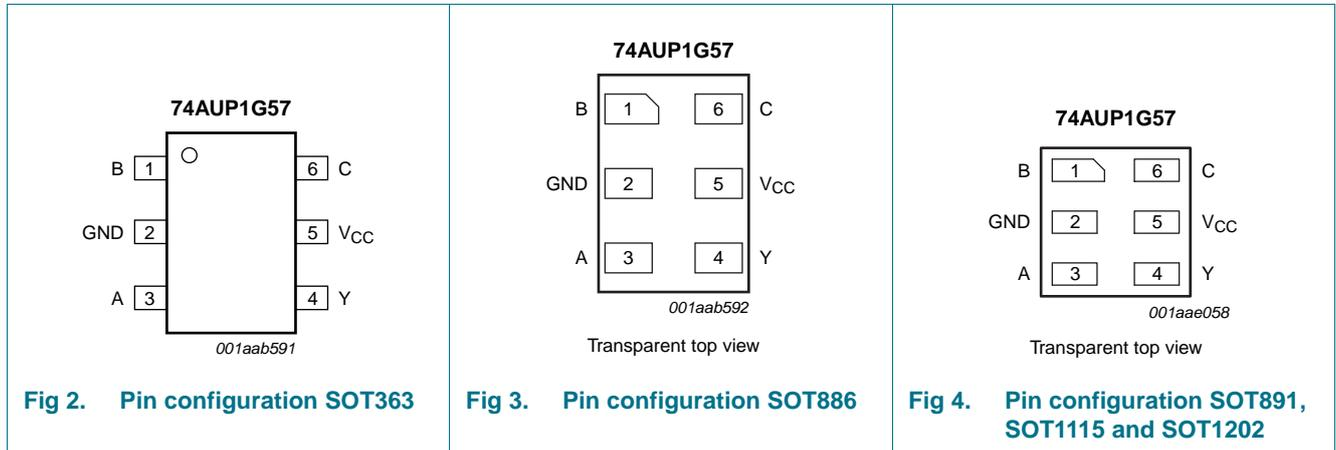 74AUP1G57
B 1 6 C
GND 2 5 VCC
A 3 4 Y
001aab591
Fig 2. Pin configuration SOT363
74AUP1G57
B 1 6 C
GND 2 5 VCC
A 3 4 Y
001aab592
Transparent top view
Fig 3. Pin configuration SOT886
74AUP1G57
B 1 6 C
GND 2 5 VCC
A 3 4 Y
001aae058
Transparent top view
Fig 4. Pin configuration SOT891,
SOT1115 and SOT1202